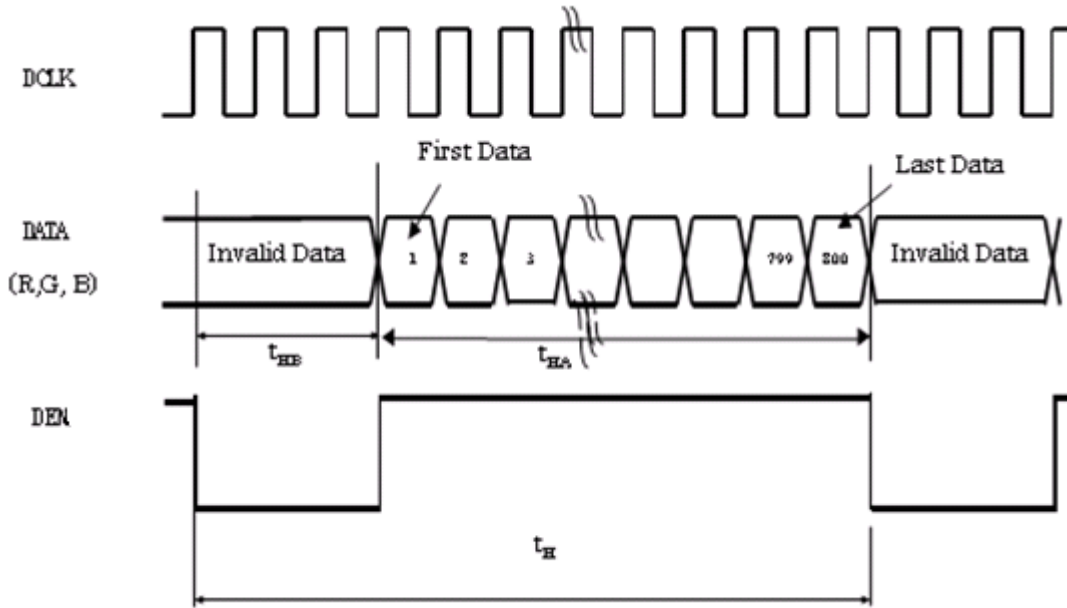 DCLK
First Data
Last Data
DATA
(R,G, B)
Invalid Data
1
2
3
799
800
Invalid Data
tHB
tHA
DEN
tH